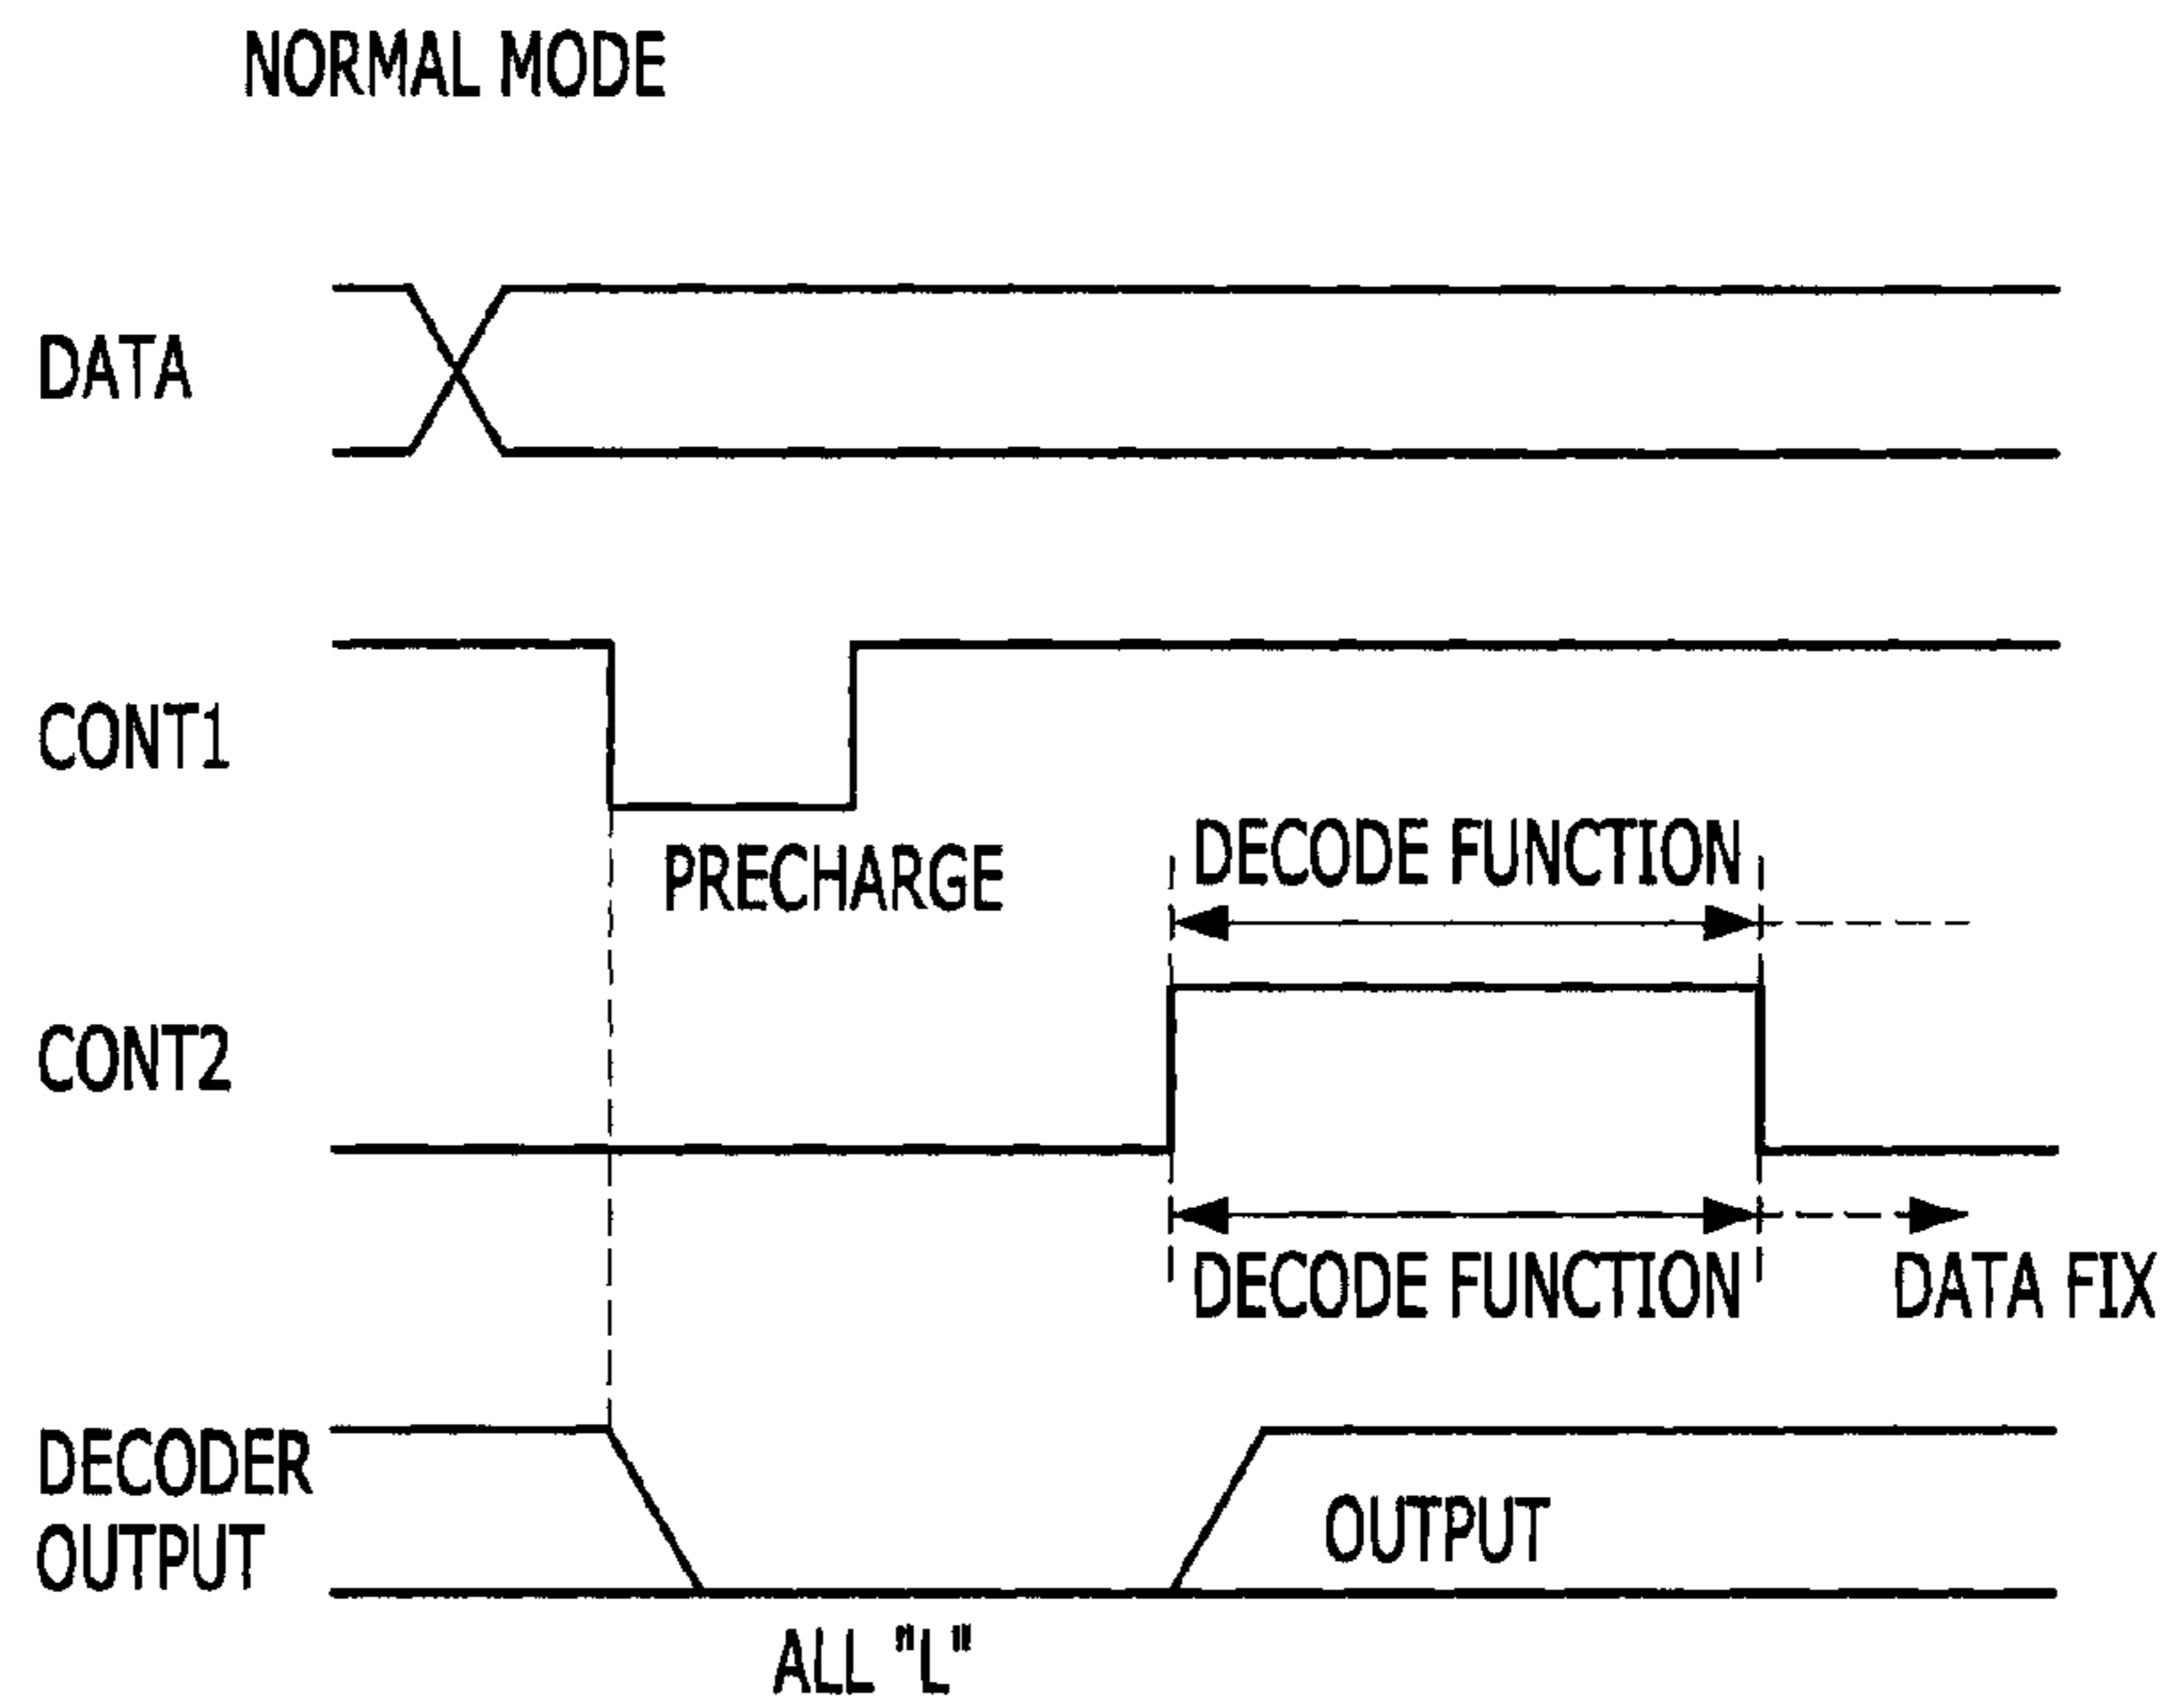 NORMAL MODE
DATA
CONT1
PRECHARGE
DECODE FUNCTION
CONT2
DECODE FUNCTION
DATA FIX
DECODER
OUTPUT
OUTPUT
ALL "L"